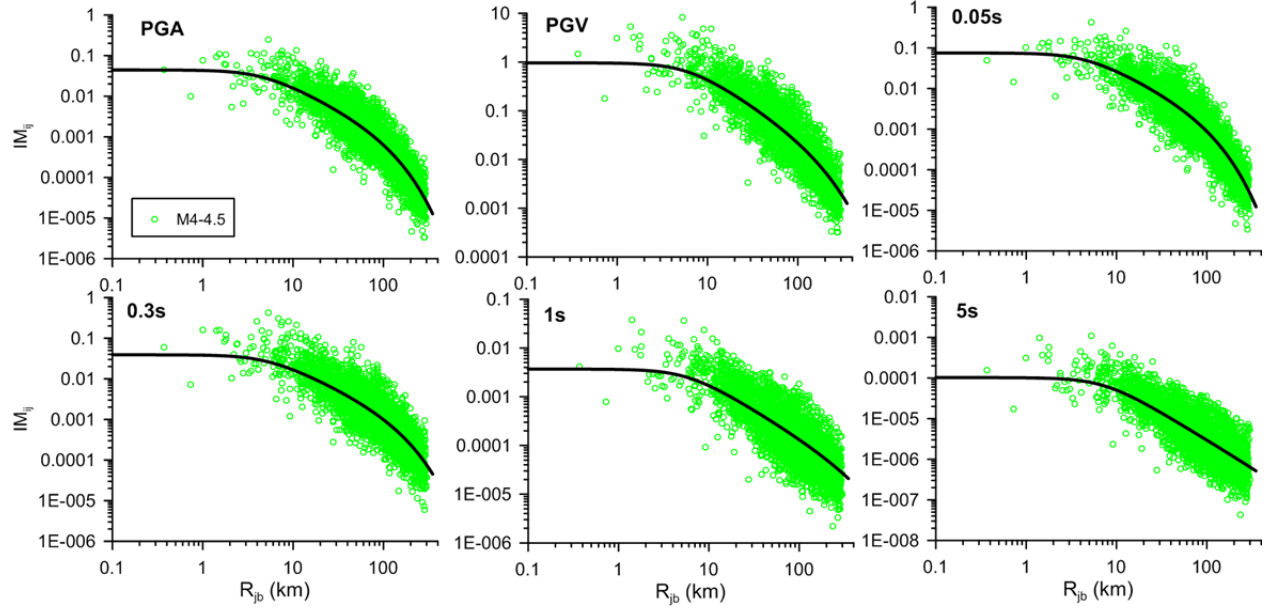 PGA
IM_ij
1
0.1
0.01
0.001
0.0001
1E-005
1E-006
M4-4.5
0.1 1 10 100
PGV
10
1
0.1
0.01
0.001
0.0001
0.1 1 10 100
0.05s
1
0.1
0.01
0.001
0.0001
1E-005
1E-006
0.1 1 10 100
0.3s
IM_ij
1
0.1
0.01
0.001
0.0001
1E-005
1E-006
0.1 1 10 100
R_jb (km)
1s
0.1
0.01
0.001
0.0001
1E-005
1E-006
0.1 1 10 100
R_jb (km)
5s
0.01
0.001
0.0001
1E-005
1E-006
1E-007
1E-008
0.1 1 10 100
R_jb (km)